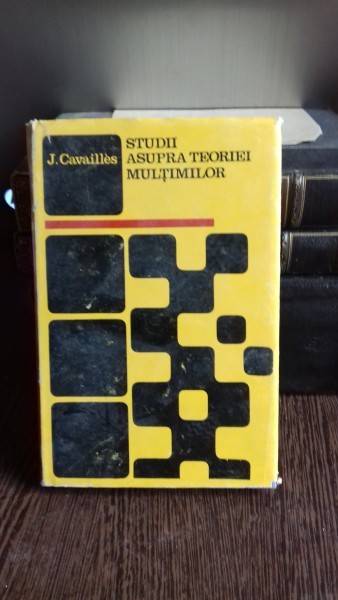 J. Cavaillès
STUDII
ASUPRA TEORIEI
MULȚIMILOR